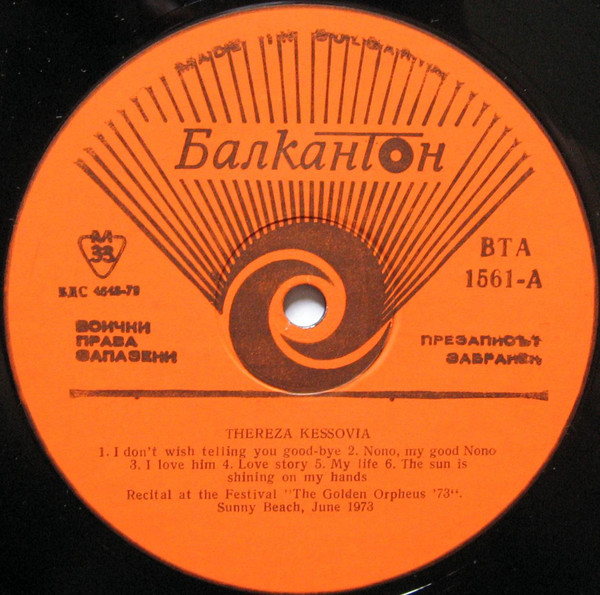 MADE IN BULGARIA
Балкантон
М
33
БДС 4645-72
ВТА
1561-А
ВСИЧКИ
ПРАВА
ЗАПАЗЕНИ
ПРЕЗАПИСЪТ
ЗАБРАНЕН
THEREZA KESSOVIA
1. I don't wish telling you good-bye 2. Nono, my good Nono
3. I love him 4. Love story 5. My life 6. The sun is
shining on my hands
Recital at the Festival "The Golden Orpheus '73".
Sunny Beach, June 1973